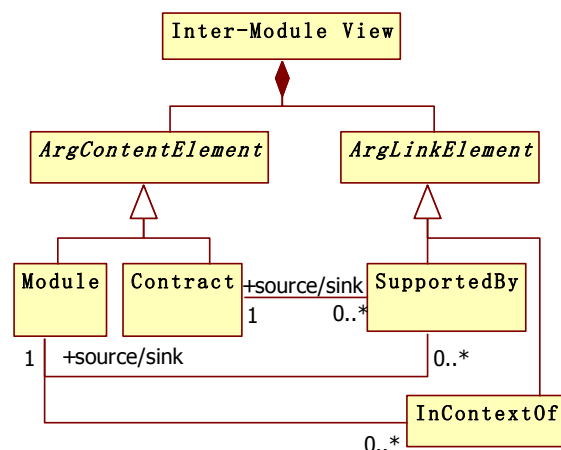 Inter-Module View
ArgContentElement
ArgLinkElement
Module
Contract
+source/sink
SupportedBy
1
0..*
1
+source/sink
0..*
InContextOf
0..*